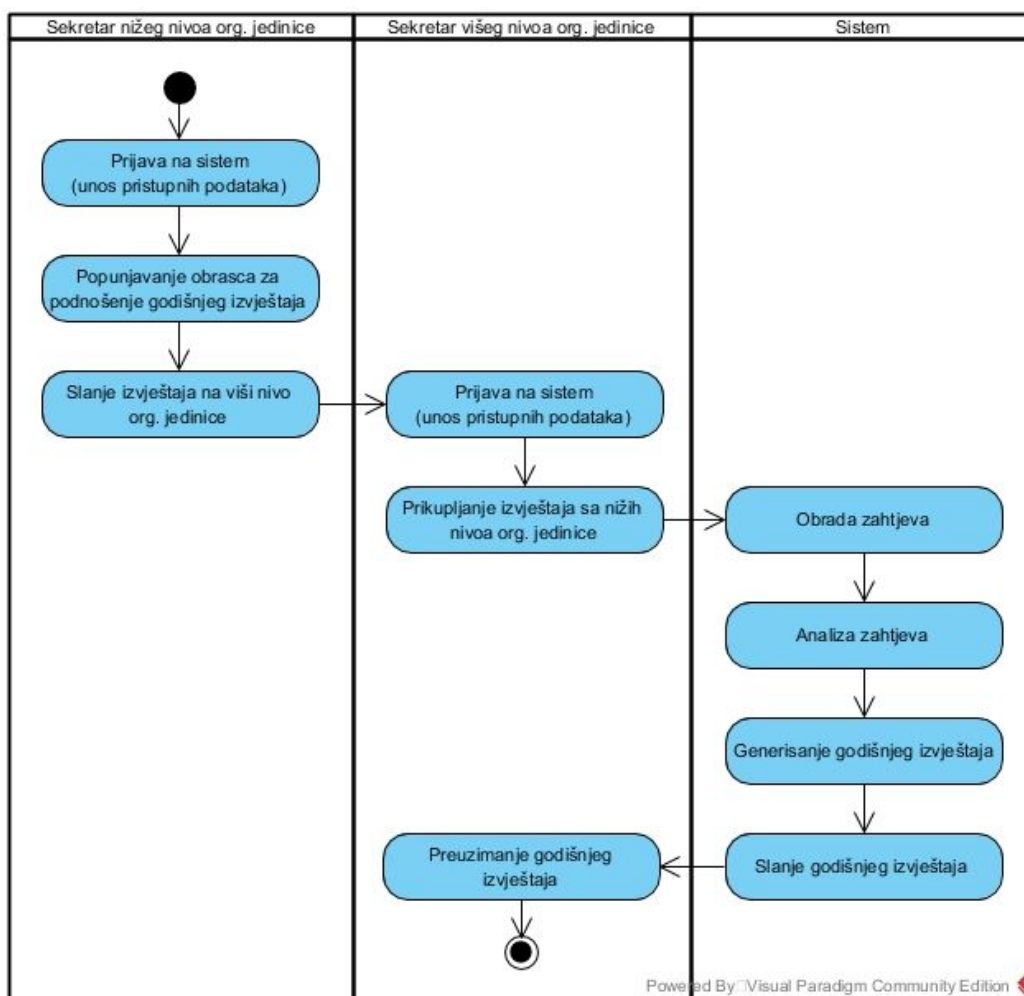 Sekretar nižeg nivoa org. jedinice
Sekretar višeg nivoa org. jedinice
Sistem
Prijava na sistem
(unos pristupnih podataka)
Popunjavanje obrasca za
podnošenje godišnjeg izvještaja
Slanje izvještaja na viši nivo
org. jedinice
Prijava na sistem
(unos pristupnih podataka)
Prikupljanje izvještaja sa nižih
nivoa org. jedinice
Obrada zahtjeva
Analiza zahtjeva
Generisanje godišnjeg izvještaja
Slanje godišnjeg izvještaja
Preuzimanje godišnjeg
izvještaja
Powered By Visual Paradigm Community Edition